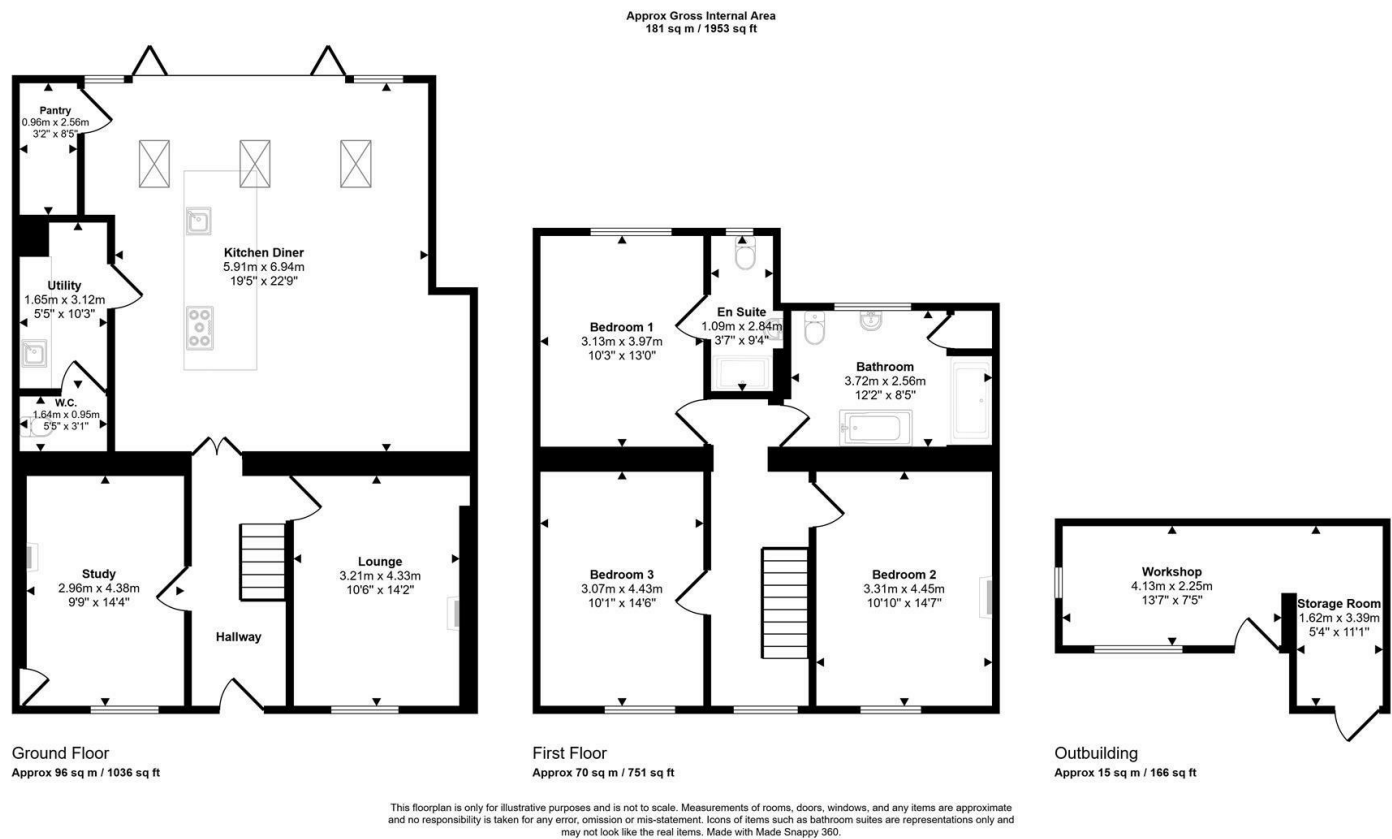 Approx Gross Internal Area
181 sq m / 1953 sq ft
Pantry
0.96m x 2.56m
3'2" x 8'5"
Kitchen Diner
5.91m x 6.94m
19'5" x 22'9"
Utility
1.65m x 3.12m
5'5" x 10'3"
W.C.
1.64m x 0.95m
5'5" x 3'1"
Study
2.96m x 4.38m
9'9" x 14'4"
Hallway
Lounge
3.21m x 4.33m
10'6" x 14'2"
Ground Floor
Approx 96 sq m / 1036 sq ft
Bedroom 1
3.13m x 3.97m
10'3" x 13'0"
En Suite
1.09m x 2.84m
3'7" x 9'4"
Bathroom
3.72m x 2.56m
12'2" x 8'5"
Bedroom 3
3.07m x 4.43m
10'1" x 14'6"
Bedroom 2
3.31m x 4.45m
10'10" x 14'7"
First Floor
Approx 70 sq m / 751 sq ft
Workshop
4.13m x 2.25m
13'7" x 7'5"
Storage Room
1.62m x 3.39m
5'4" x 11'1"
Outbuilding
Approx 15 sq m / 166 sq ft
This floorplan is only for illustrative purposes and is not to scale. Measurements of rooms, doors, windows, and any items are approximate
and no responsibility is taken for any error, omission or mis-statement. Icons of items such as bathroom suites are representations only and
may not look like the real items. Made with Made Snappy 360.